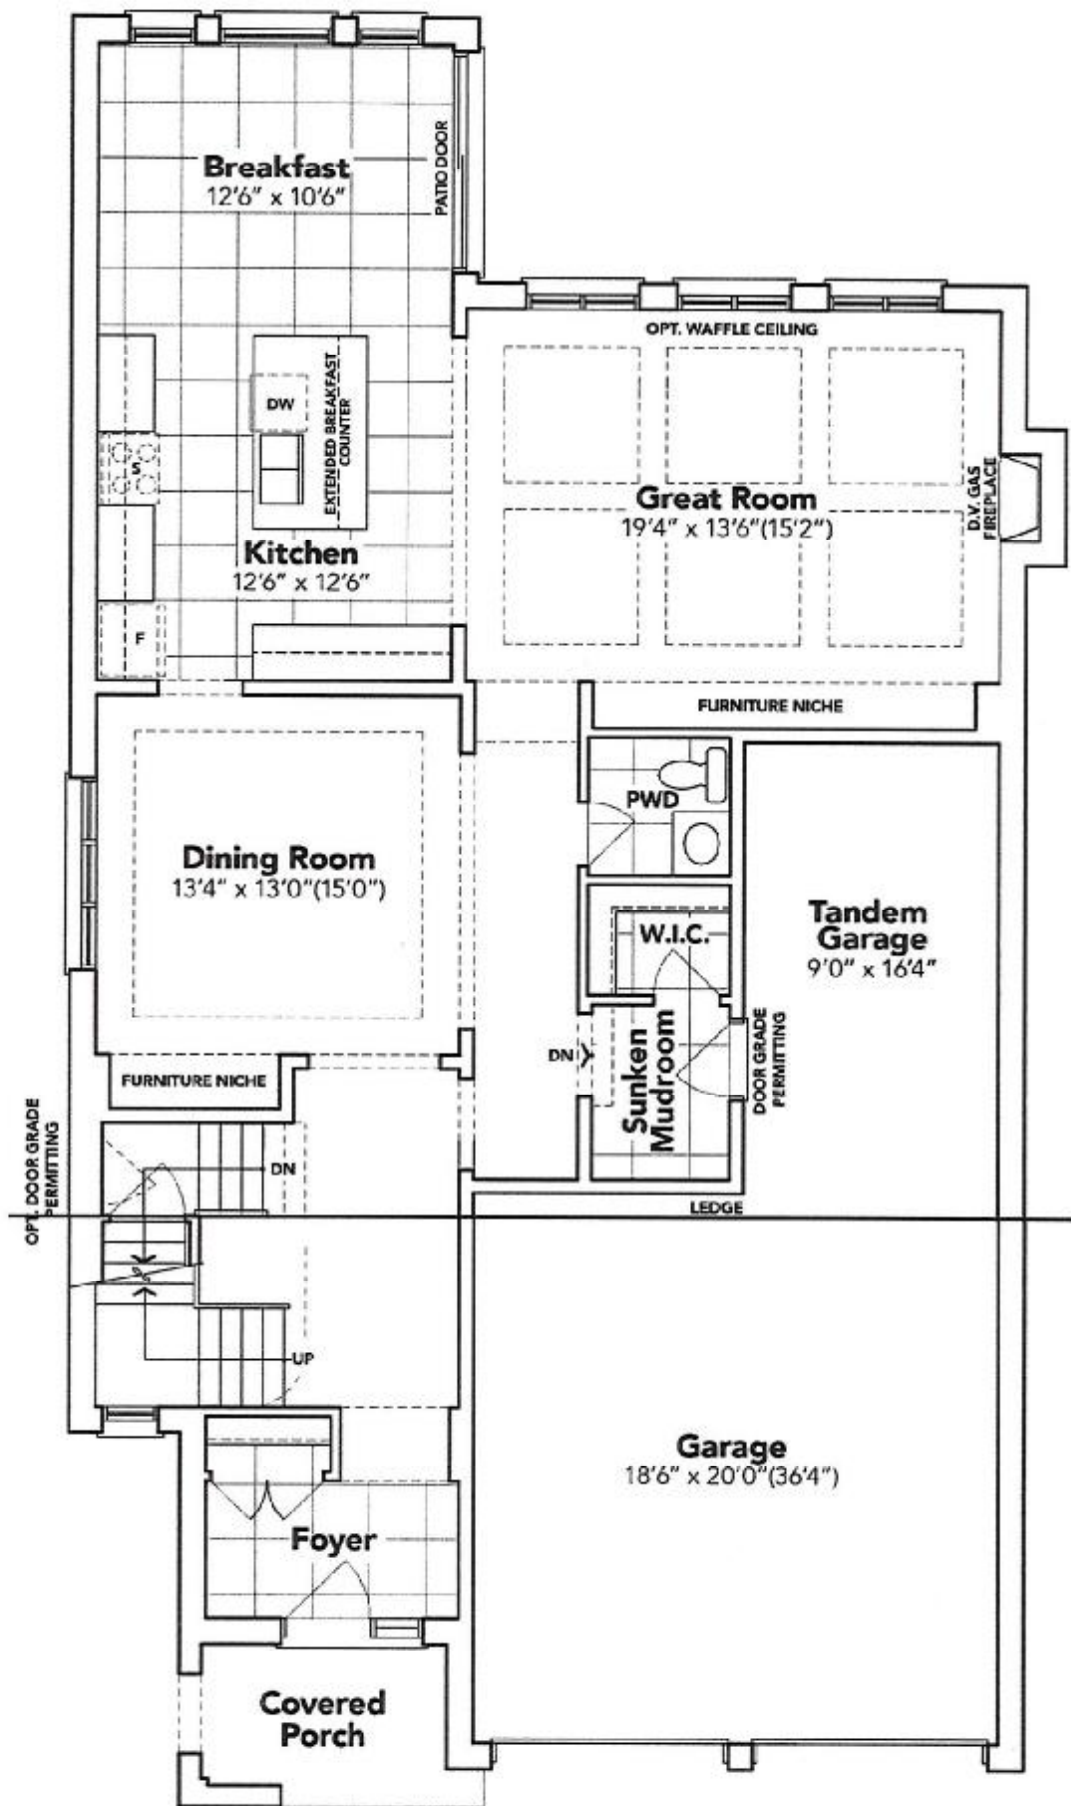 Breakfast
12'6" x 10'6"
PATIO DOOR
OPT. WAFFLE CEILING
DW
EXTENDED BREAKFAST
COUNTER
S
Great Room
19'4" x 13'6"(15'2")
D.V. GAS
FIREPLACE
Kitchen
12'6" x 12'6"
F
FURNITURE NICHE
PWD
Dining Room
13'4" x 13'0"(15'0")
Tandem
Garage
9'0" x 16'4"
W.I.C.
DN
Sunken
Mudroom
DOOR GRADE
PERMITTING
FURNITURE NICHE
OPT. DOOR GRADE
PERMITTING
DN
LEDGE
UP
Garage
18'6" x 20'0"(36'4")
Foyer
Covered
Porch